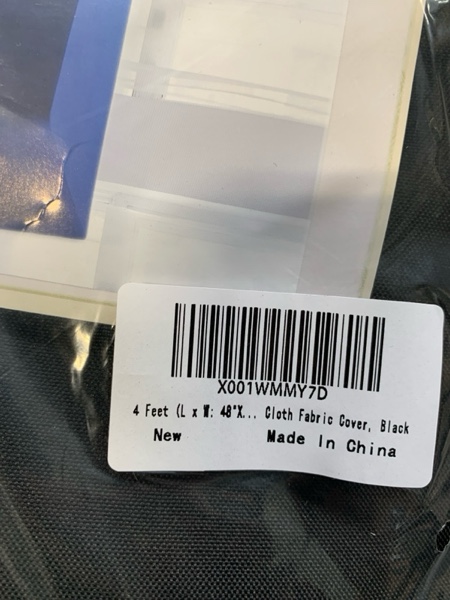 X001WMMY7D
4 Feet (L x W: 48"X... Cloth Fabric Cover, Black
New Made In China